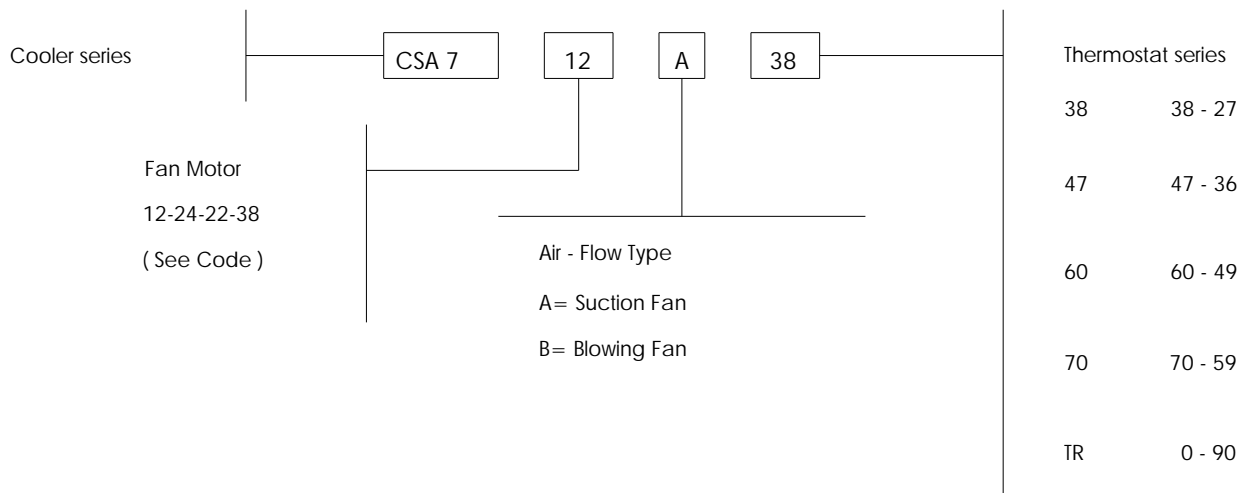 Cooler series
CSA 7
12
A
38
Thermostat series
38 38 - 27
47 47 - 36
60 60 - 49
70 70 - 59
TR 0 - 90
Fan Motor
12-24-22-38
( See Code )
Air - Flow Type
A= Suction Fan
B= Blowing Fan